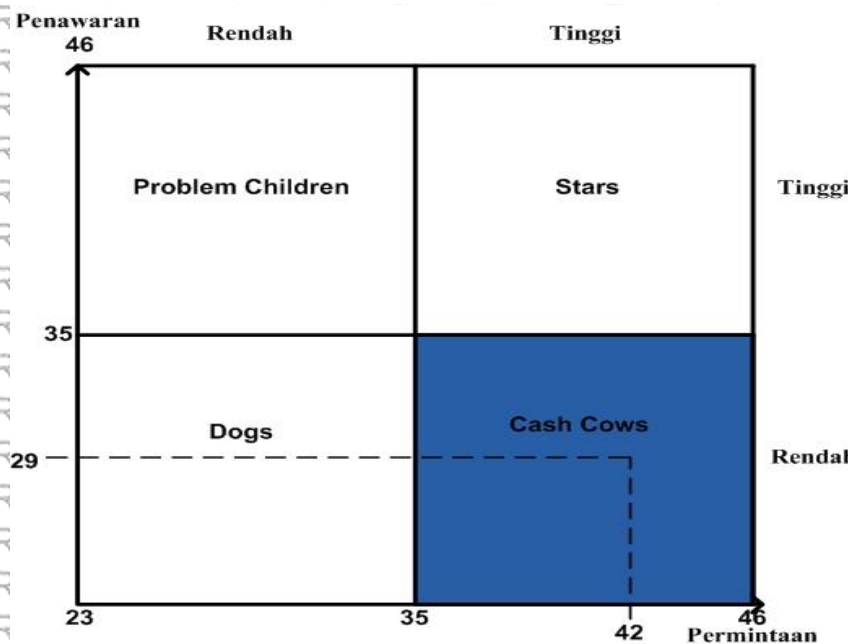 Penawaran
Rendah Tinggi
46
Problem Children Stars Tinggi
35
Dogs Cash Cows
29 Rendah
23 35 42 46
Permintaan